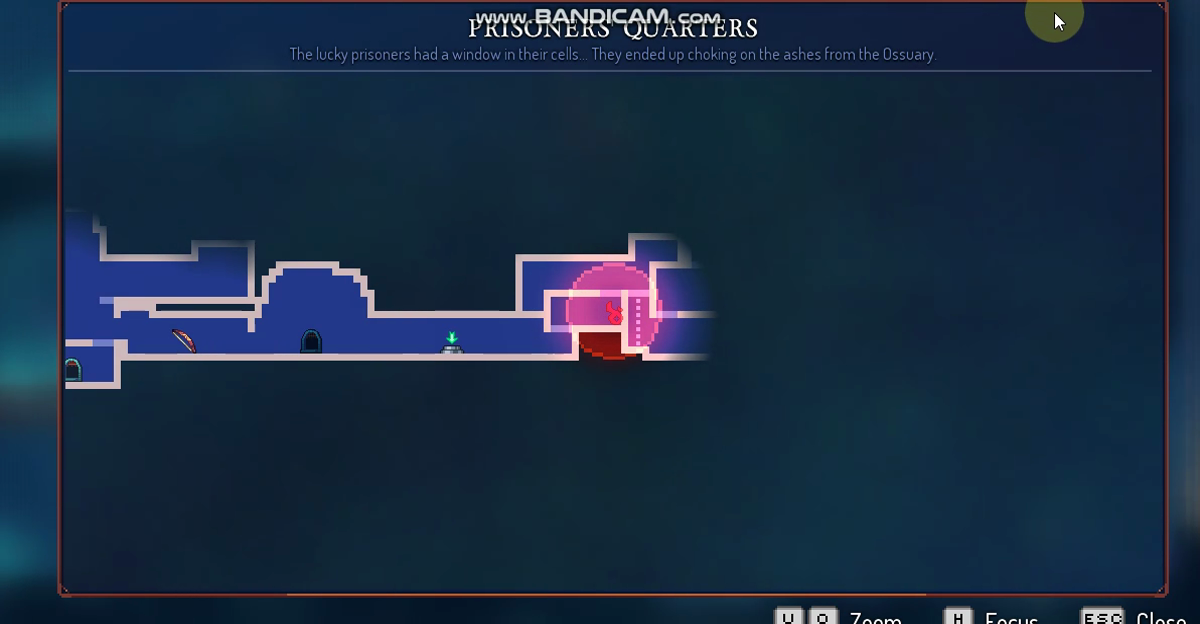 www.BANDICAM.com
PRISONERS' QUARTERS
The lucky prisoners had a window in their cells... They ended up choking on the ashes from the Ossuary.
Zoom Focus ESC Close